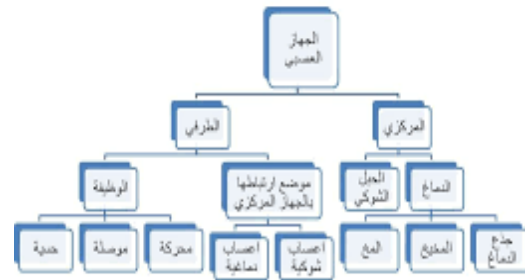 الجهاز
العصبي
المركزي
الطرفي
الدماغ
الحبل
الشوكي
موضع ارتباطها
بالجهاز المركزي
الوظيفة
جذع
الدماغ
المخيخ
المخ
اعصاب
شوكية
اعصاب
دماغية
محركة
موصلة
حسية